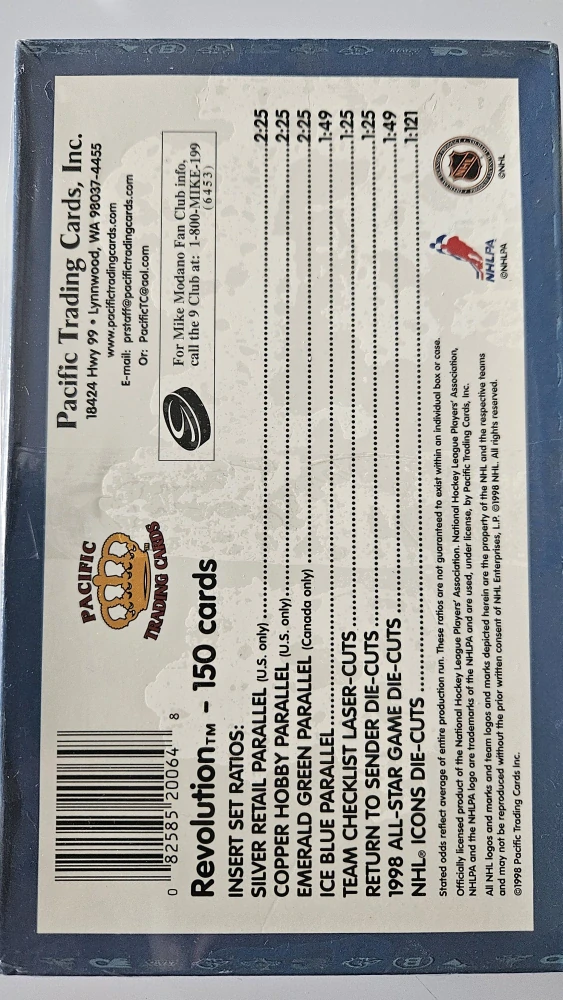 0 82585 20064 8
PACIFIC
TRADING CARDS
TM
Pacific Trading Cards, Inc.
18424 Hwy 99 • Lynnwood, WA 98037-4455
www.pacifictradingcards.com
E-mail: prstaff@pacifictradingcards.com
Or: PacificTC@aol.com
9
For Mike Modano Fan Club info,
call the 9 Club at: 1-800-MIKE-199
(6453)
Revolution™ – 150 cards
INSERT SET RATIOS:
SILVER RETAIL PARALLEL (U.S. only) 2:25
COPPER HOBBY PARALLEL (U.S. only) 2:25
EMERALD GREEN PARALLEL (Canada only) 2:25
ICE BLUE PARALLEL 1:49
TEAM CHECKLIST LASER-CUTS 1:25
RETURN TO SENDER DIE-CUTS 1:25
1998 ALL-STAR GAME DIE-CUTS 1:49
NHL® ICONS DIE-CUTS 1:121
Stated odds reflect average of entire production run. These ratios are not guaranteed to exist within an individual box or case.
Officially licensed product of the National Hockey League Players' Association. National Hockey League Players' Association,
NHLPA and the NHLPA logo are trademarks of the NHLPA and are used, under license, by Pacific Trading Cards, Inc.
All NHL logos and marks and team logos and marks depicted herein are the property of the NHL and the respective teams
and may not be reproduced without the prior written consent of NHL Enterprises, L.P. ©1998 NHL. All rights reserved.
©1998 Pacific Trading Cards Inc.
NHLPA
©NHLPA
NHL
©NHL